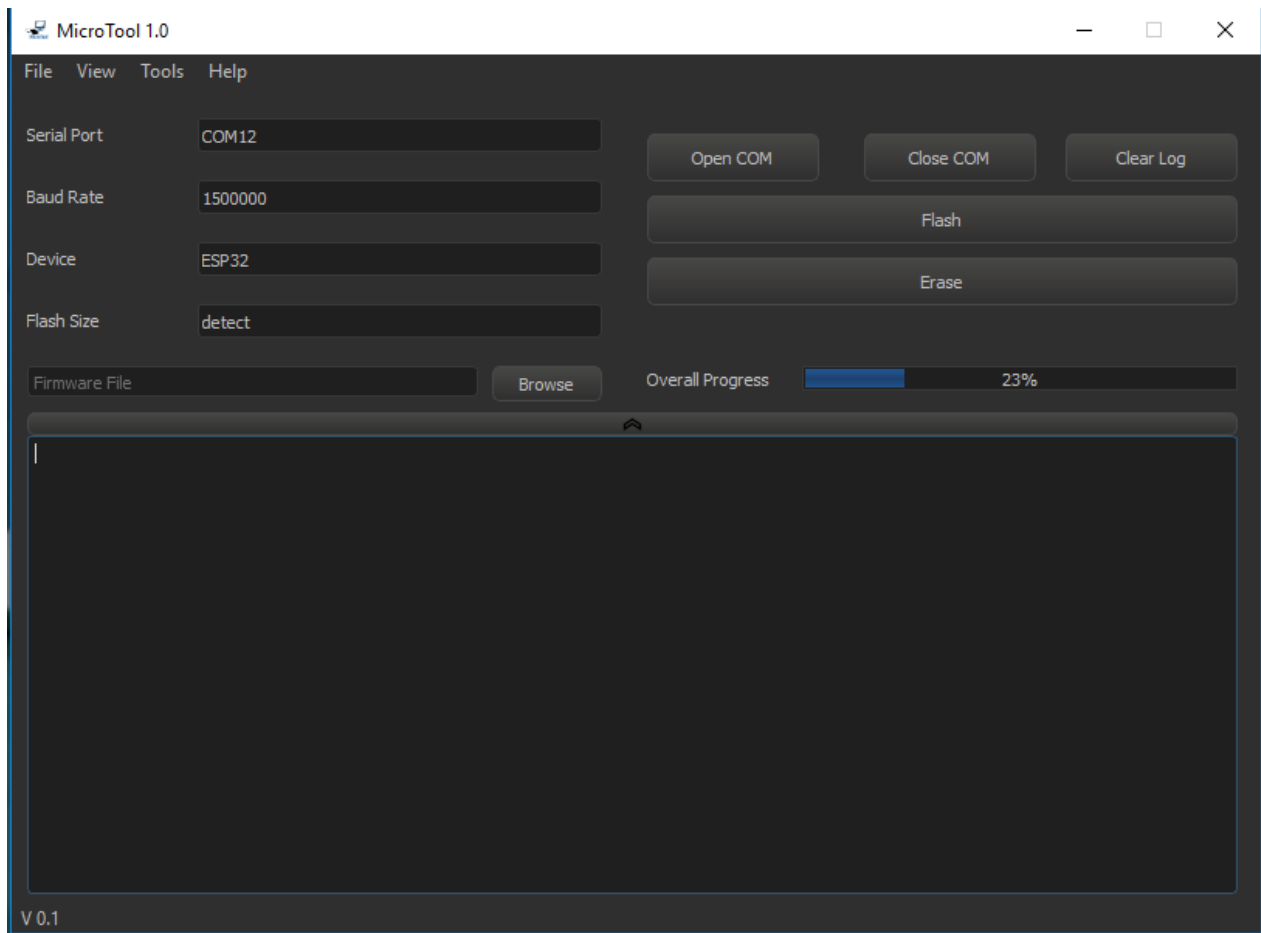 MicroTool 1.0
File View Tools Help
Serial Port COM12
Open COM Close COM Clear Log
Baud Rate 1500000
Flash
Device ESP32
Erase
Flash Size detect
Firmware File Browse Overall Progress 23%
V 0.1